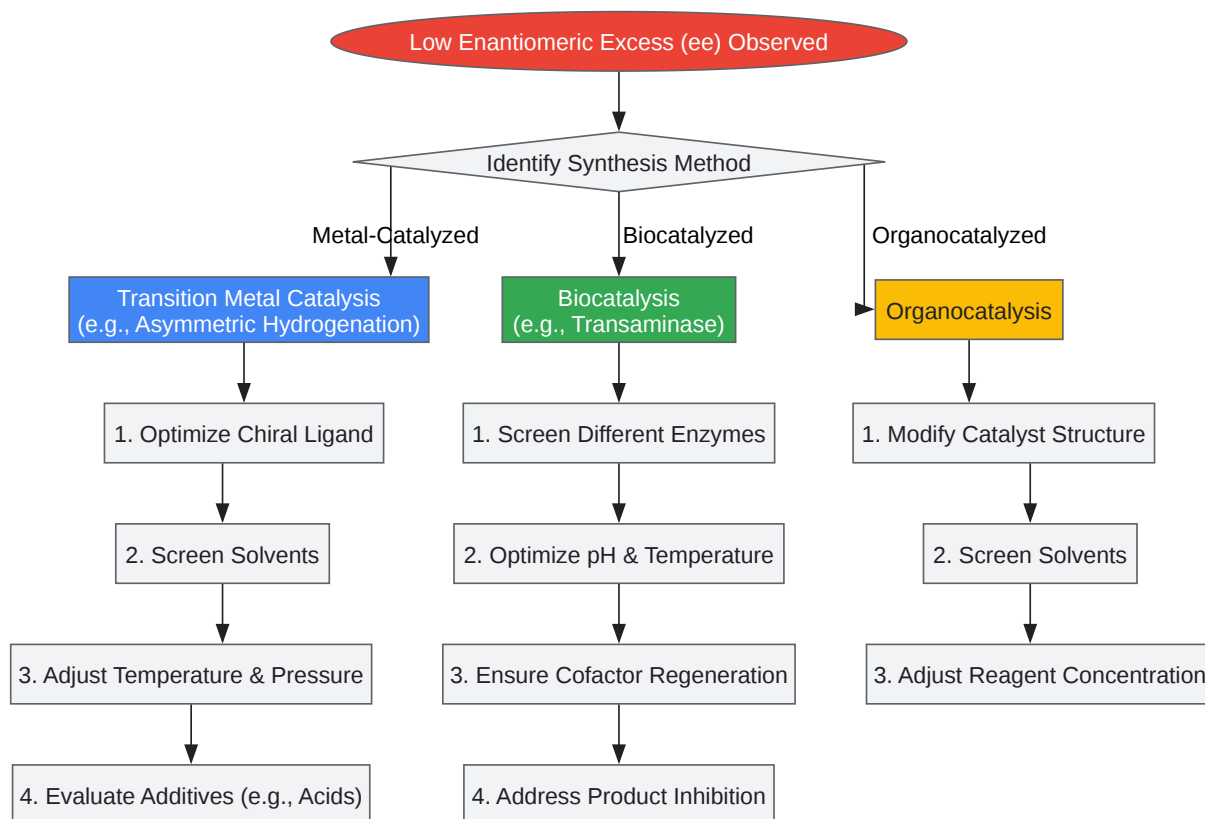 Low Enantiomeric Excess (ee) Observed
Identify Synthesis Method
Metal-Catalyzed
Biocatalyzed
Organocatalyzed
Transition Metal Catalysis
(e.g., Asymmetric Hydrogenation)
Biocatalysis
(e.g., Transaminase)
Organocatalysis
1. Optimize Chiral Ligand
1. Screen Different Enzymes
1. Modify Catalyst Structure
2. Screen Solvents
2. Optimize pH & Temperature
2. Screen Solvents
3. Adjust Temperature & Pressure
3. Ensure Cofactor Regeneration
3. Adjust Reagent Concentration
4. Evaluate Additives (e.g., Acids)
4. Address Product Inhibition